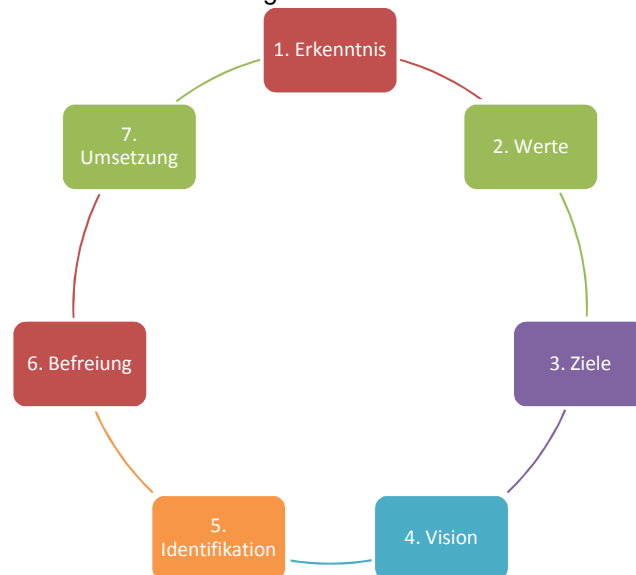 1. Erkenntnis
2. Werte
3. Ziele
4. Vision
5.
Identifikation
6. Befreiung
7.
Umsetzung